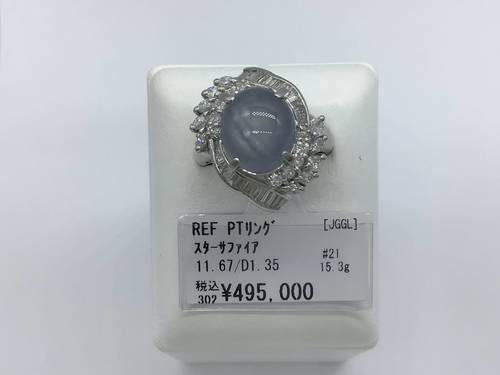 REF PTリング [JGGL]
スターサファイア #21
11.67/D1.35 15.3g
税込
302 ¥495,000